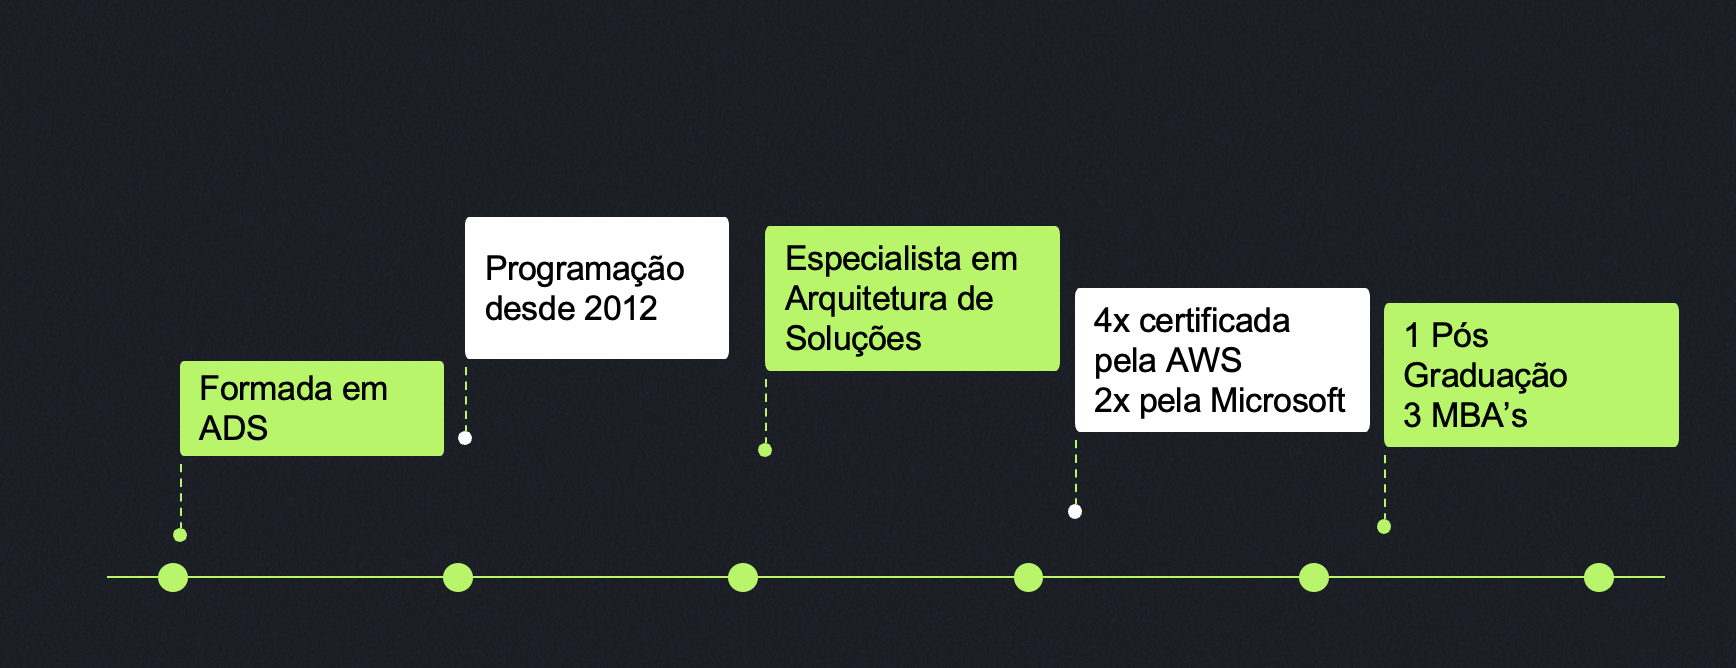 Formada em
ADS
Programação
desde 2012
Especialista em
Arquitetura de
Soluções
4x certificada
pela AWS
2x pela Microsoft
1 Pós
Graduação
3 MBA’s